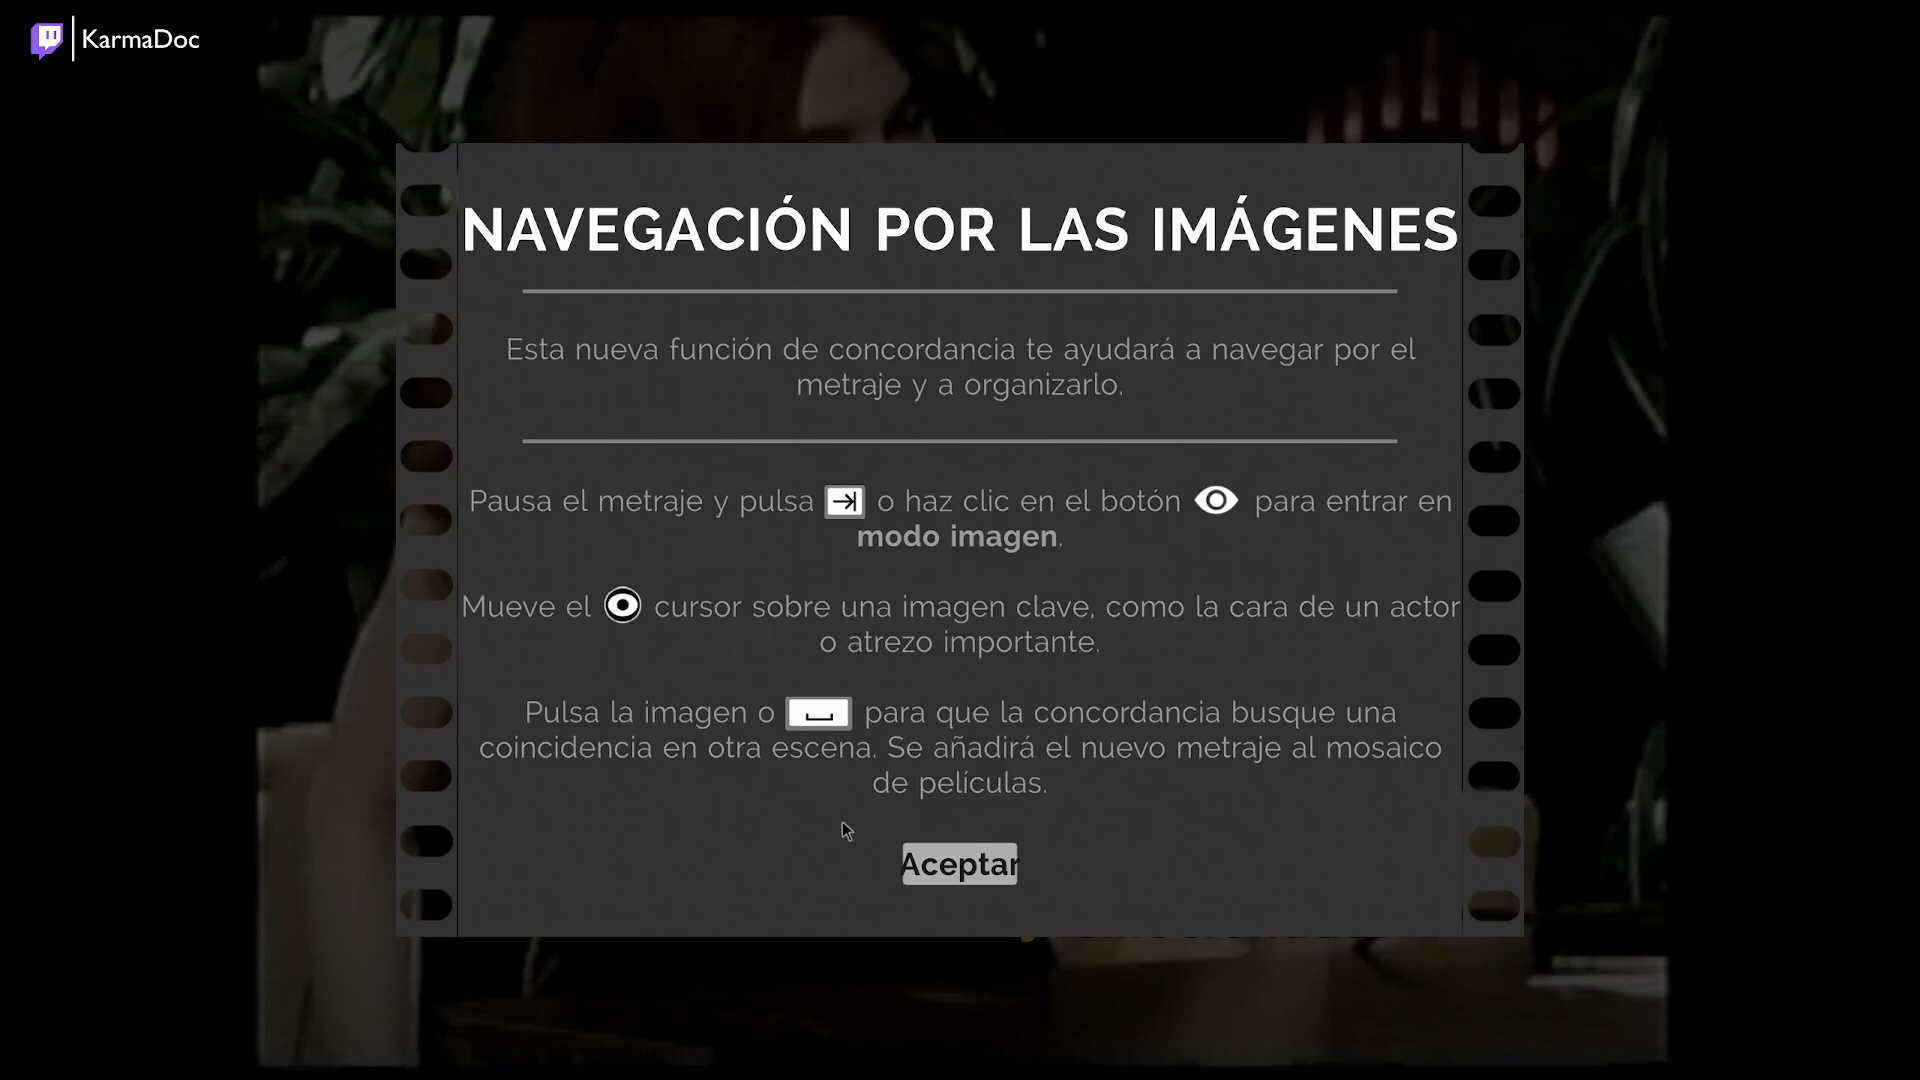 KarmaDoc
NAVEGACIÓN POR LAS IMÁGENES
Esta nueva función de concordancia te ayudará a navegar por el
metraje y a organizarlo.
Pausa el metraje y pulsa o haz clic en el botón para entrar en
modo imagen.
Mueve el cursor sobre una imagen clave, como la cara de un actor
o atrezo importante.
Pulsa la imagen o para que la concordancia busque una
coincidencia en otra escena. Se añadirá el nuevo metraje al mosaico
de películas.
Aceptar